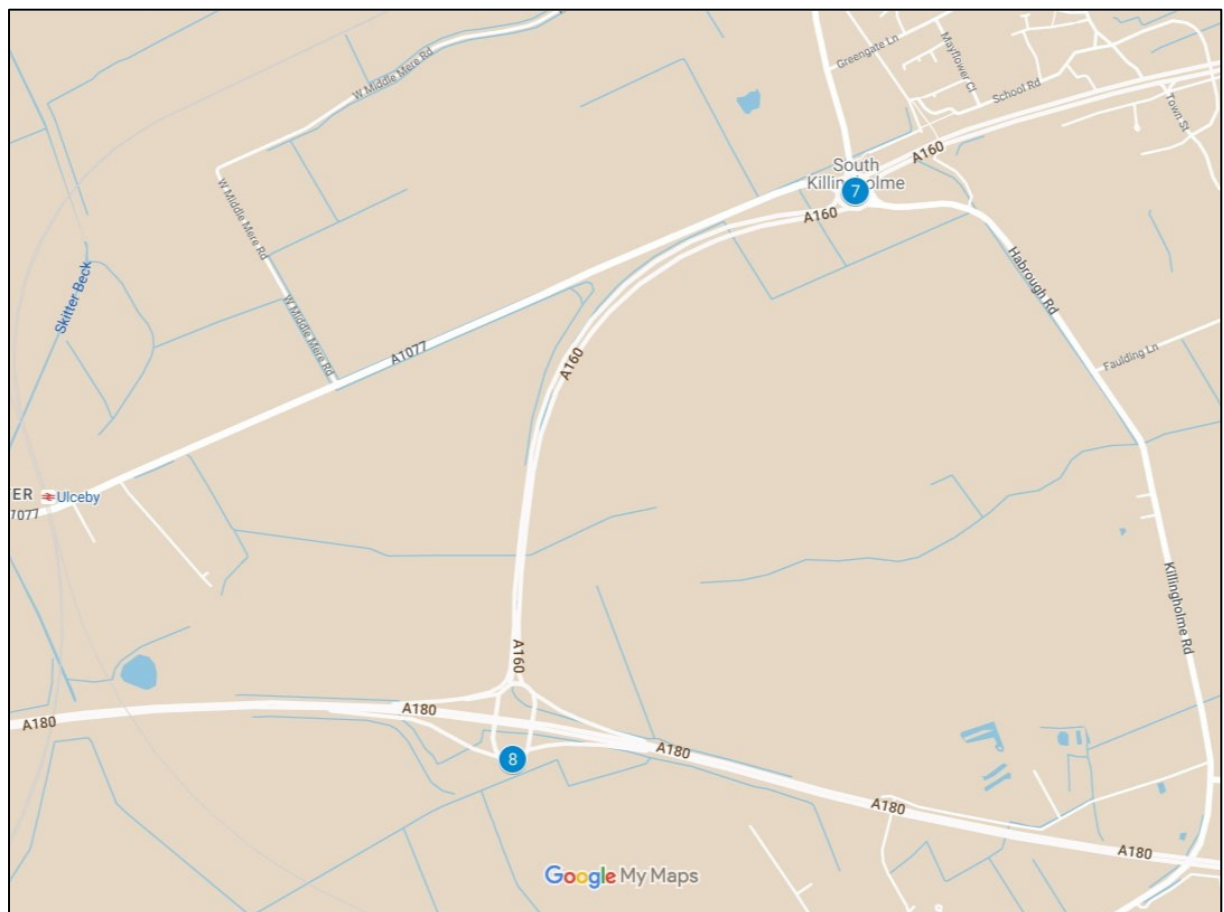 Greengate Ln
Mayflower Ct
W Middle Mere Rd
School Rd
Town St
A160
South
Killingholme
7
W Middle Mere Rd
A160
Habrough Rd
Skitter Beck
W Middle Mere Rd
A1077
A160
Faulding Ln
ER
Ulceby
1077
Killingholme Rd
A160
A180
A180
A180
8
A180
A180
Google My Maps